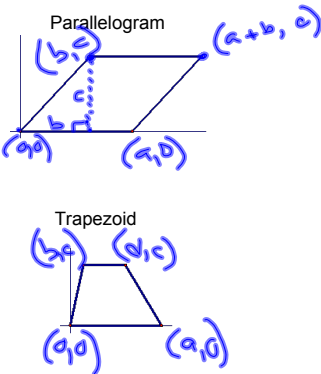 Parallelogram
(b, c) (a+b, c)
c
b
(0,0) (a,0)
Trapezoid
(b,c) (d,c)
(0,0) (a,0)